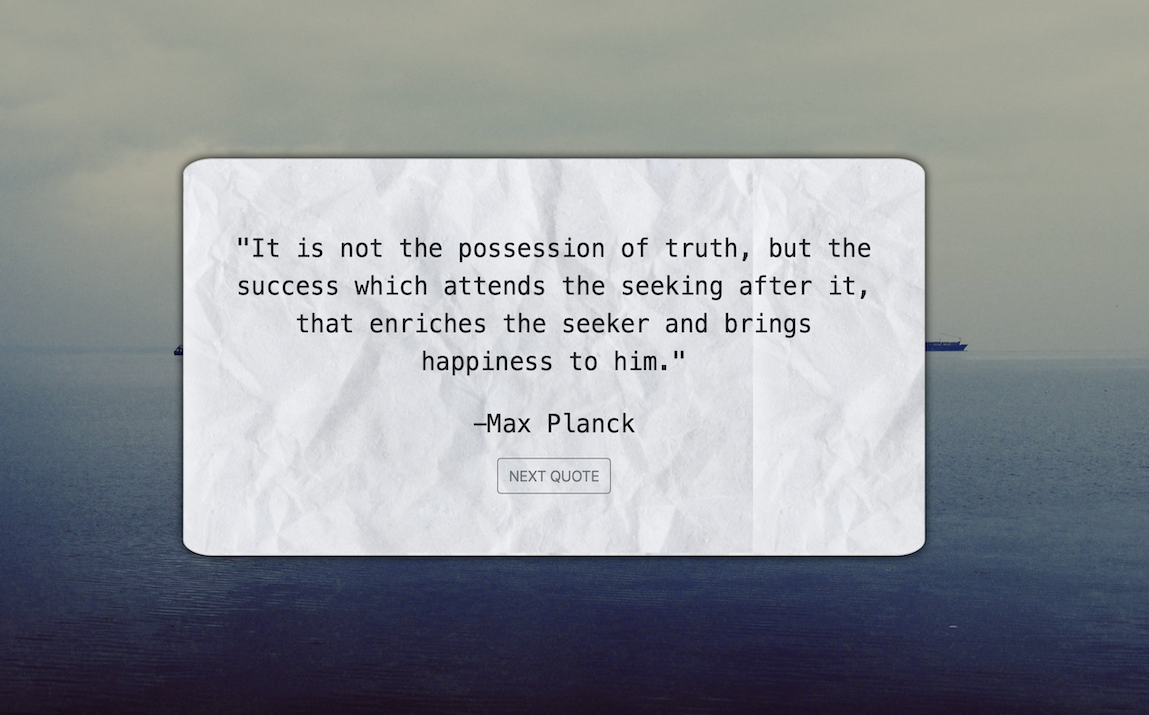 "It is not the possession of truth, but the
success which attends the seeking after it,
that enriches the seeker and brings
happiness to him."
—Max Planck
NEXT QUOTE